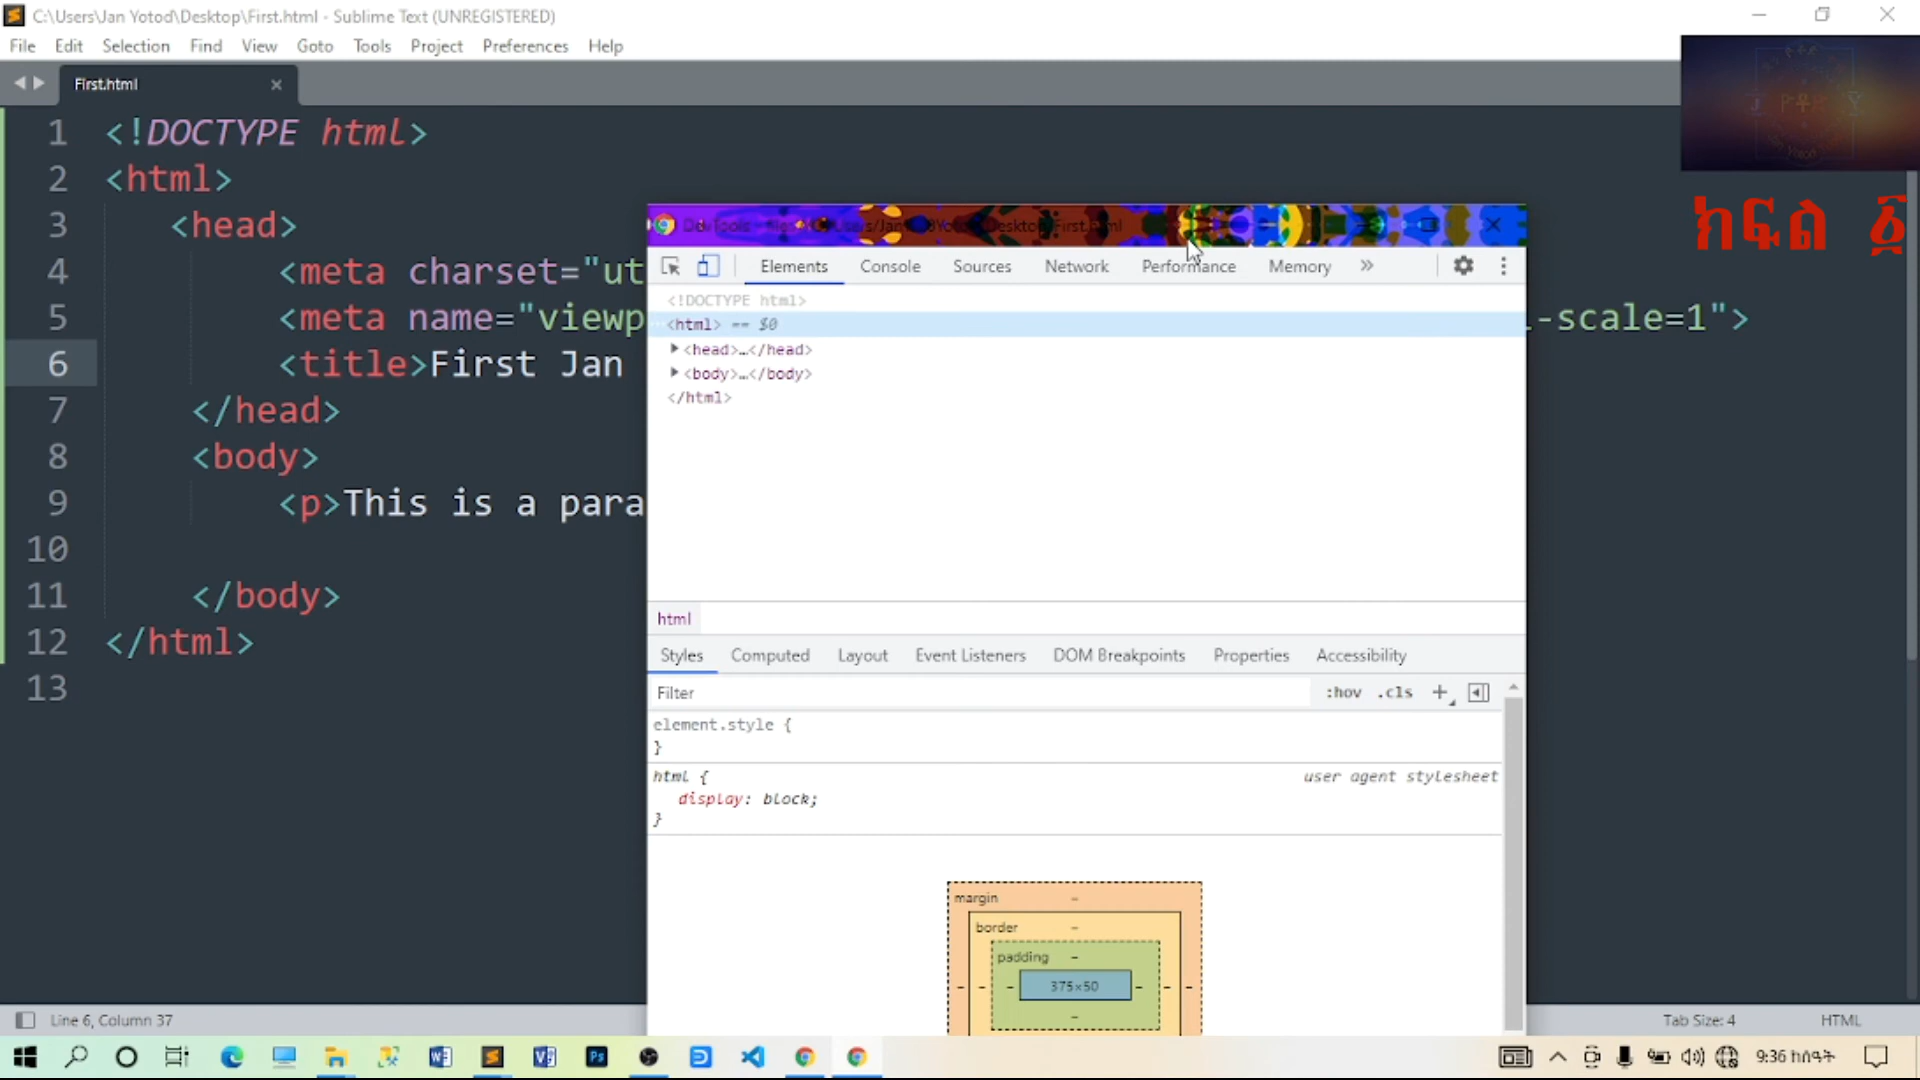 C:\Users\Jan Yotod\Desktop\First.html - Sublime Text (UNREGISTERED)
File Edit Selection Find View Goto Tools Project Preferences Help
First.html
ክፍል ፩
1 <!DOCTYPE html>
2 <html>
3 <head>
4 <meta charset="ut
5 <meta name="viewp -scale=1">
6 <title>First Jan
7 </head>
8 <body>
9 <p>This is a para
10
11 </body>
12 </html>
13
Elements Console Sources Network Performance Memory »
<!DOCTYPE html>
<html> == $0
<head>…</head>
<body>…</body>
</html>
html
Styles Computed Layout Event Listeners DOM Breakpoints Properties Accessibility
Filter :hov .cls +
element.style {
}
html { user agent stylesheet
display: block;
}
margin –
border –
padding –
– – – 375×50 – – –
–
Line 6, Column 37 Tab Size: 4 HTML
9:36 ከሰዓት